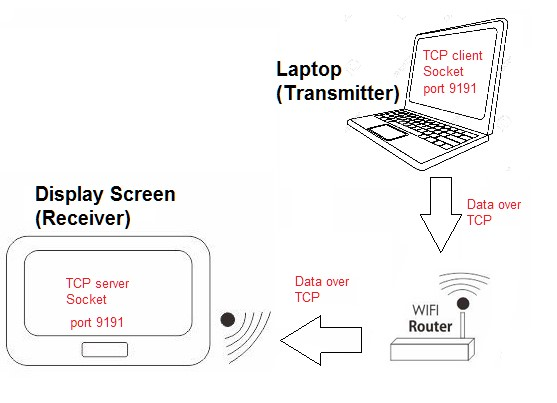 TCP client
Socket
port 9191
Laptop
(Transmitter)
Data over
TCP
Display Screen
(Receiver)
TCP server
Socket
port 9191
Data over
TCP
WIFI
Router